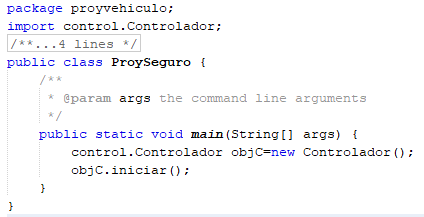 package proyvehiculo;
import control.Controlador;
/**...4 lines */
public class ProySeguro {
/**
* @param args the command line arguments
*/
public static void main(String[] args) {
control.Controlador objC=new Controlador();
objC.iniciar();
}
}